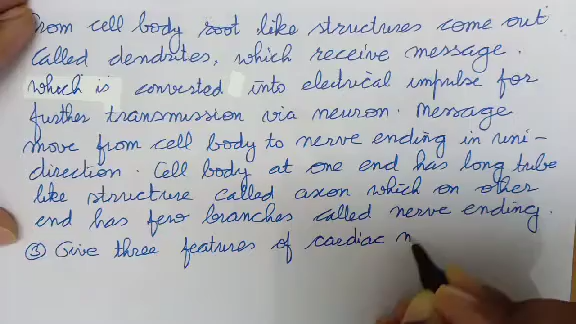 From cell body root like structures come out
called dendrites, which receive message.
which is converted into electrical impulse for
further transmission via neuron. Message
move from cell body to nerve ending in uni-
direction. Cell body at one end has long tube
like structure called axon which on other
end has few branches called nerve ending.
③ Give three features of cardiac m